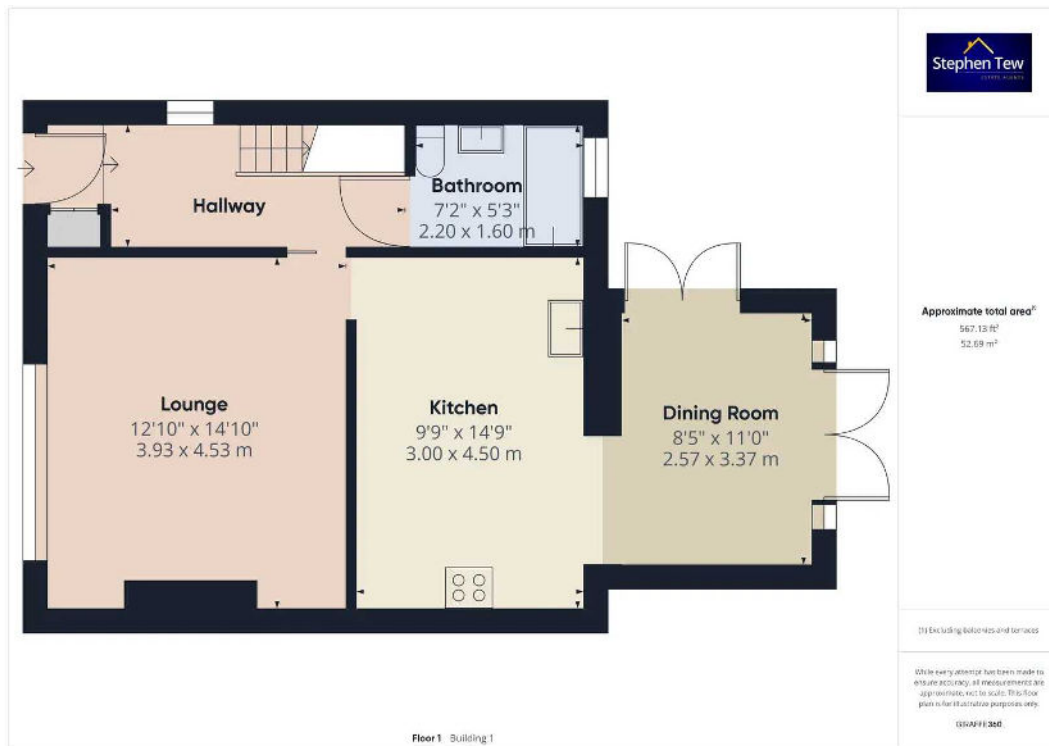 Stephen Tew
ESTATE AGENTS
Hallway
Bathroom
7'2" x 5'3"
2.20 x 1.60 m
Lounge
12'10" x 14'10"
3.93 x 4.53 m
Kitchen
9'9" x 14'9"
3.00 x 4.50 m
Dining Room
8'5" x 11'0"
2.57 x 3.37 m
Approximate total area⁽¹⁾
567.13 ft²
52.69 m²
(1) Excluding balconies and terraces
While every attempt has been made to
ensure accuracy, all measurements are
approximate, not to scale. This floor
plan is for illustrative purposes only.
GIRAFFE360
Floor 1 Building 1